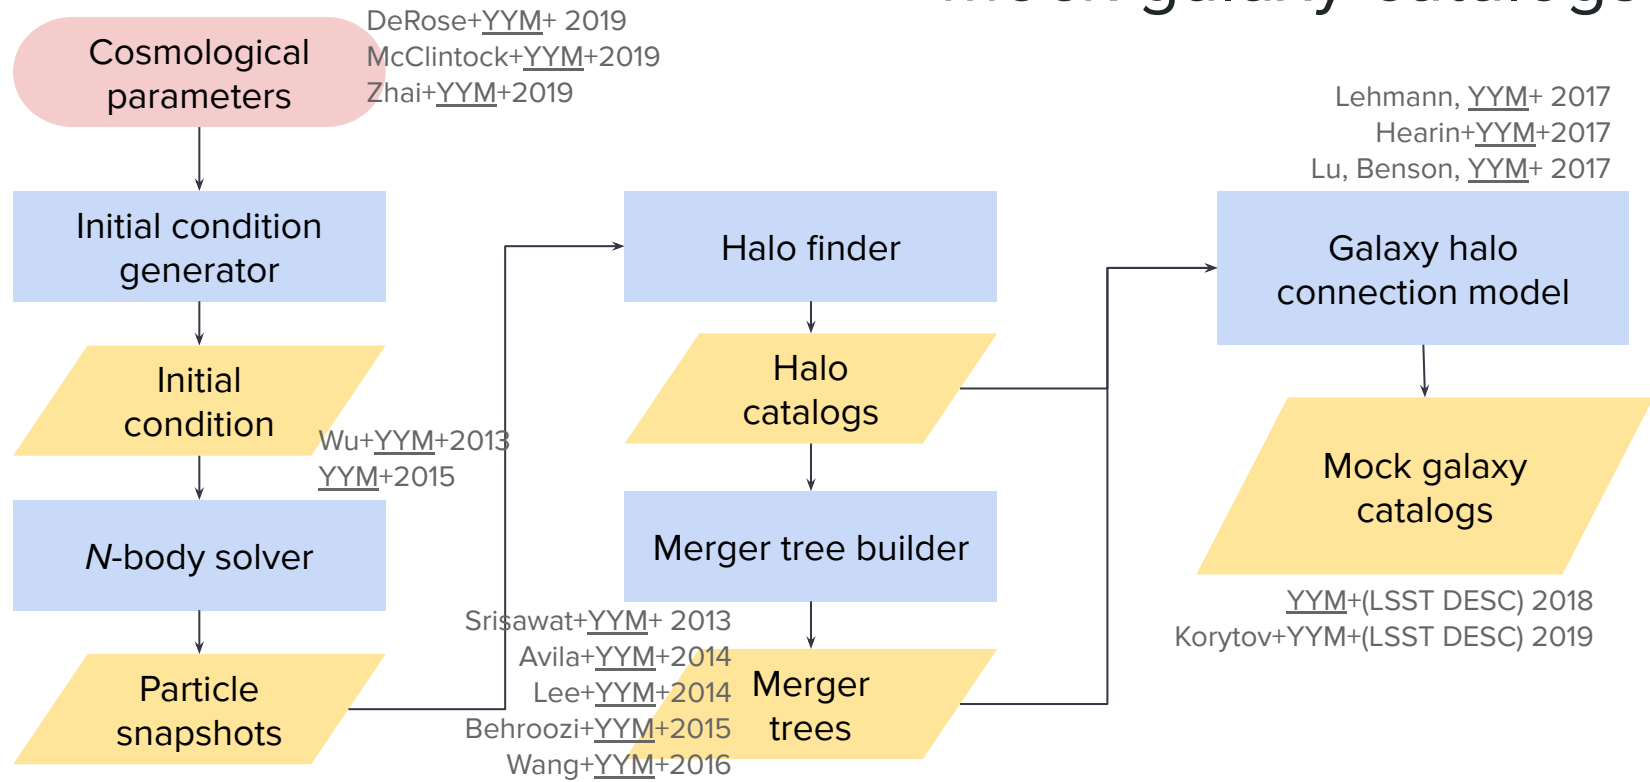 mock galaxy catalogs
Cosmological
parameters
DeRose+YYM+ 2019
McClintock+YYM+2019
Zhai+YYM+2019
Initial condition
generator
Initial
condition
Wu+YYM+2013
YYM+2015
N-body solver
Particle
snapshots
Halo finder
Halo
catalogs
Merger tree builder
Srisawat+YYM+ 2013
Avila+YYM+2014
Lee+YYM+2014
Behroozi+YYM+2015
Wang+YYM+2016
Merger
trees
Lehmann, YYM+ 2017
Hearin+YYM+2017
Lu, Benson, YYM+ 2017
Galaxy halo
connection model
Mock galaxy
catalogs
YYM+(LSST DESC) 2018
Korytov+YYM+(LSST DESC) 2019